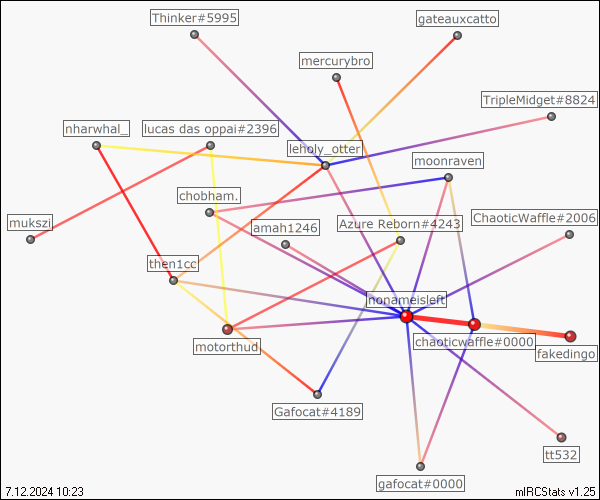 Thinker#5995
gateauxcatto
mercurybro
TripleMidget#8824
nharwhal_
lucas das oppai#2396
leholy_otter
moonraven
chobham.
mukszi
amah1246
Azure Reborn#4243
ChaoticWaffle#2006
then1cc
nonameisleft
motorthud
chaoticwaffle#0000
fakedingo
Gafocat#4189
tt532
gafocat#0000
7.12.2024 10:23
mIRCStats v1.25